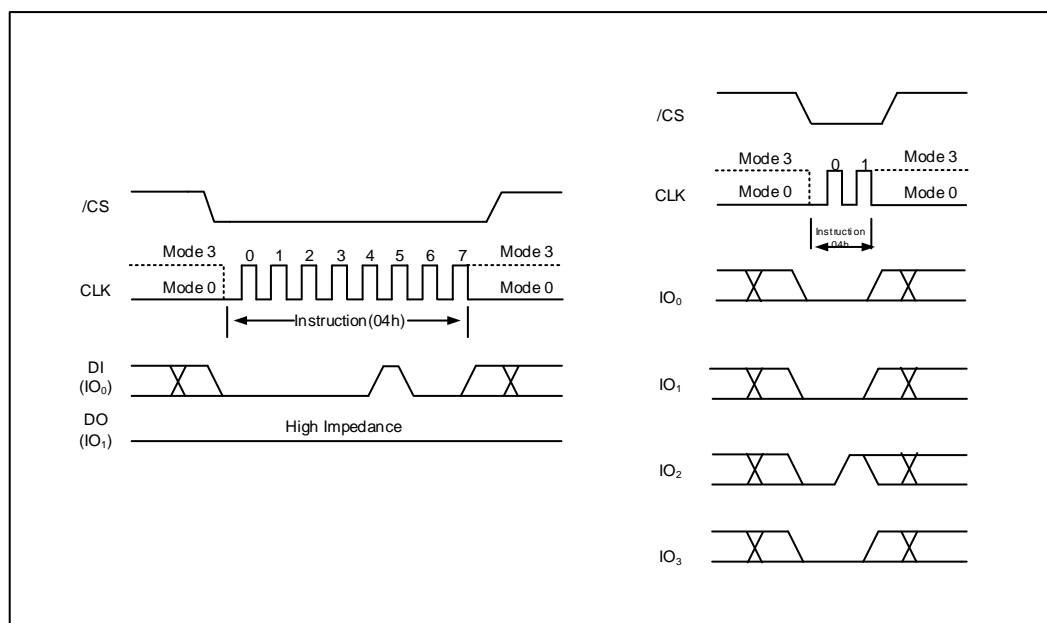 /CS
Mode 3 0 1 2 3 4 5 6 7 Mode 3
CLK
Mode 0 Mode 0
Instruction(04h)
DI
(IO₀)
DO
(IO₁)
High Impedance
/CS
Mode 3 0 1 Mode 3
CLK
Mode 0 Mode 0
Instruction
04h
IO₀
IO₁
IO₂
IO₃